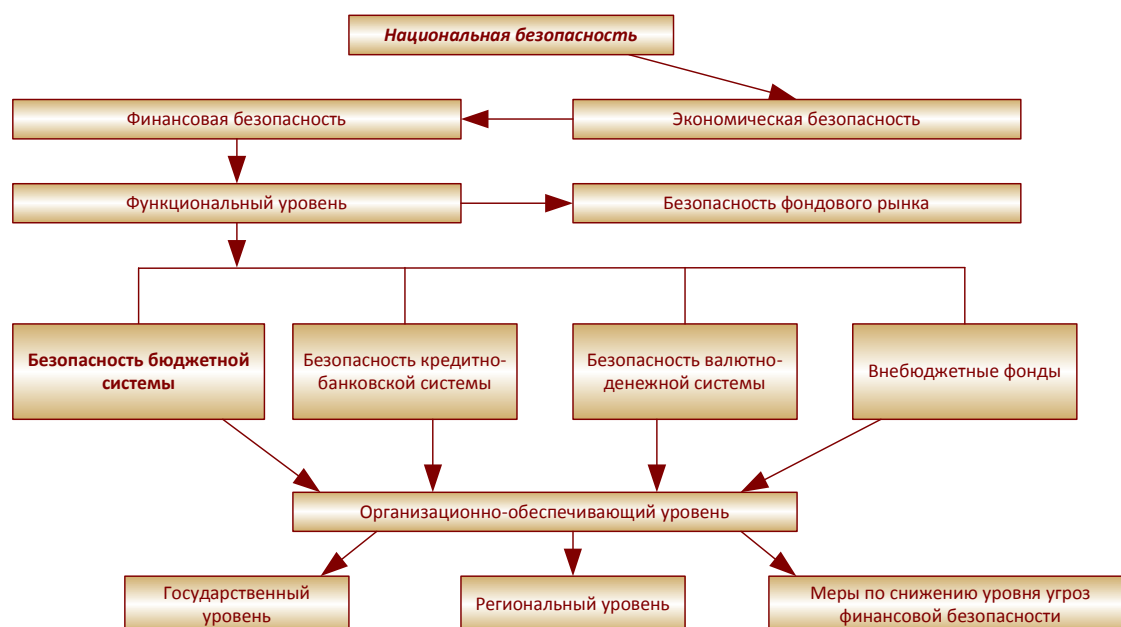 Национальная безопасность
Финансовая безопасность
Экономическая безопасность
Функциональный уровень
Безопасность фондового рынка
Безопасность бюджетной
системы
Безопасность кредитно-
банковской системы
Безопасность валютно-
денежной системы
Внебюджетные фонды
Организационно-обеспечивающий уровень
Государственный
уровень
Региональный уровень
Меры по снижению уровня угроз
финансовой безопасности